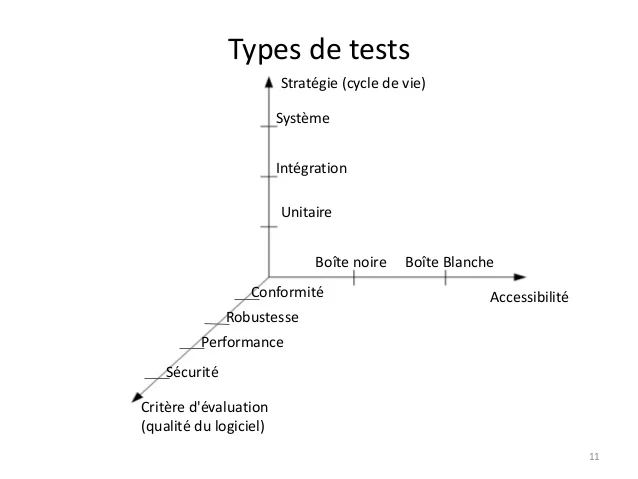 Types de tests
Stratégie (cycle de vie)
Système
Intégration
Unitaire
Boîte noire
Boîte Blanche
Accessibilité
Conformité
Robustesse
Performance
Sécurité
Critère d'évaluation
(qualité du logiciel)
11